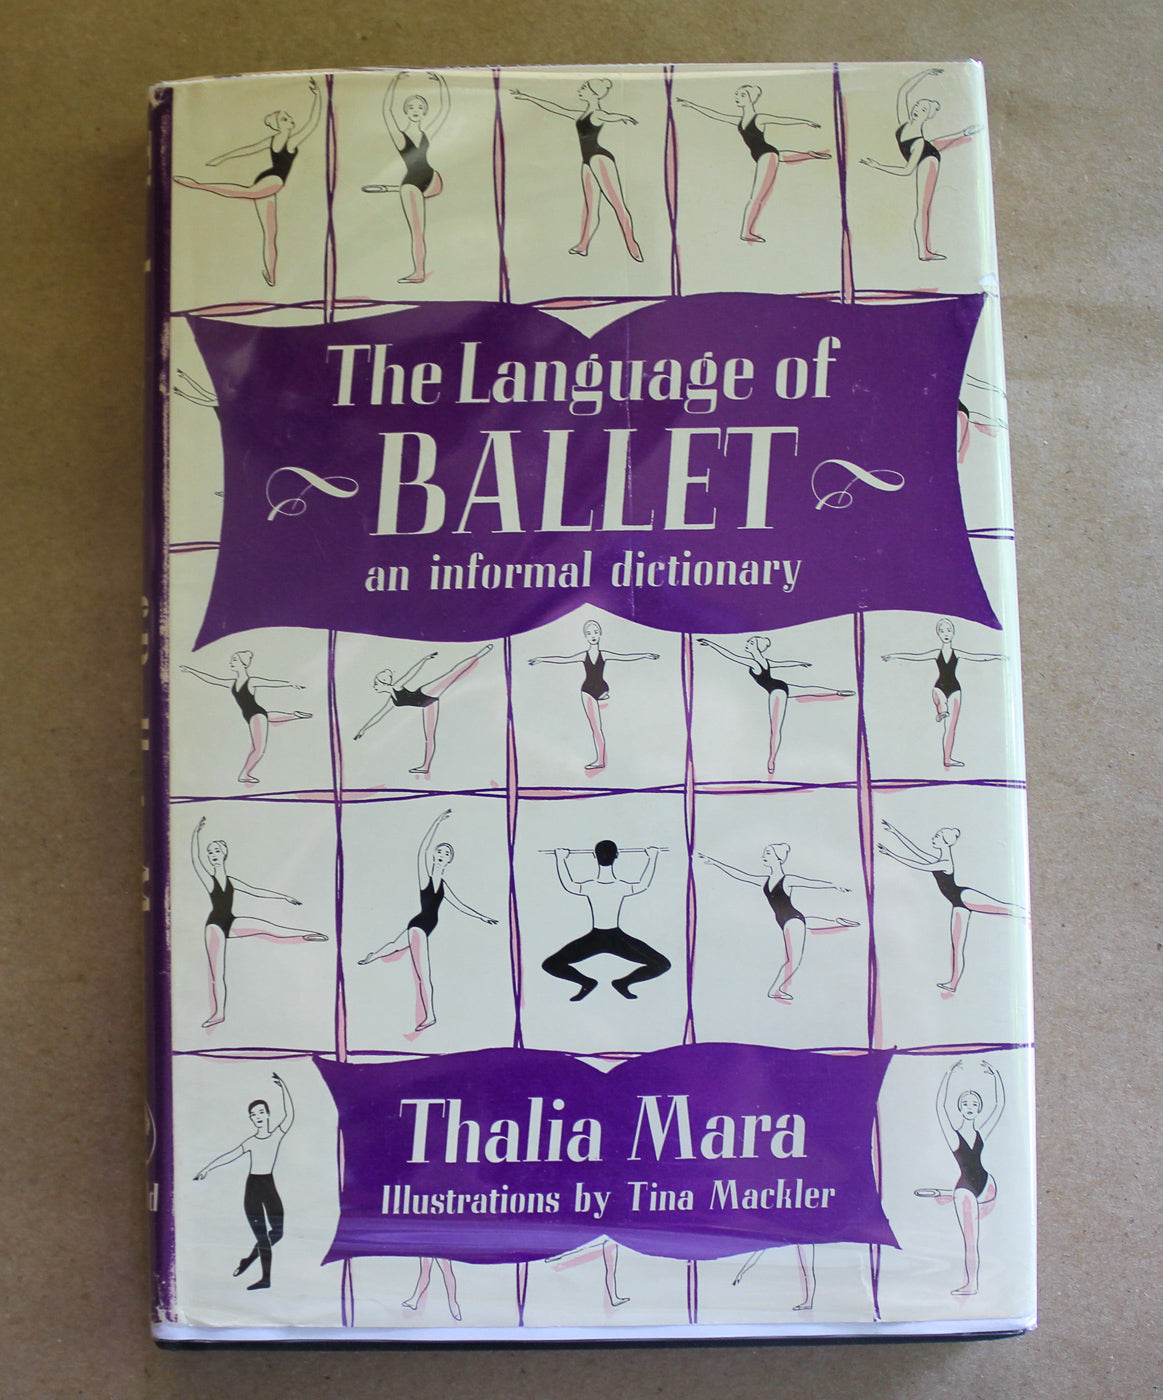 The Language of
BALLET
an informal dictionary
Thalia Mara
Illustrations by Tina Mackler